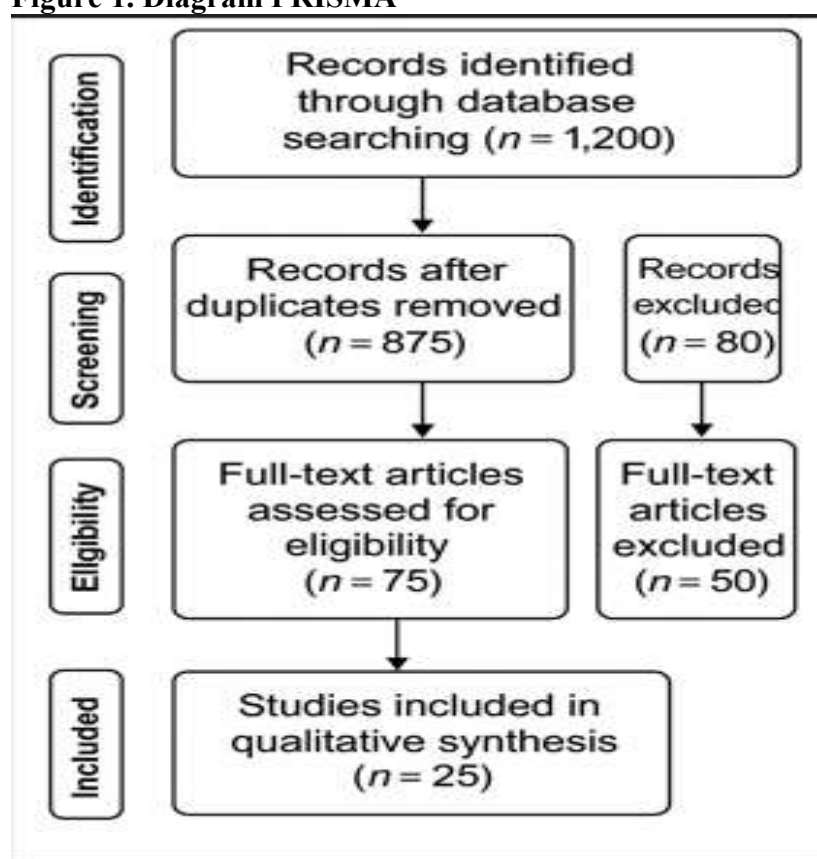 Figure 1. Diagram PRISMA
Identification
Records identified
through database
searching (n = 1,200)
Screening
Records after
duplicates removed
(n = 875)
Records
excluded
(n = 80)
Eligibility
Full-text articles
assessed for
eligibility
(n = 75)
Full-text
articles
excluded
(n = 50)
Included
Studies included in
qualitative synthesis
(n = 25)